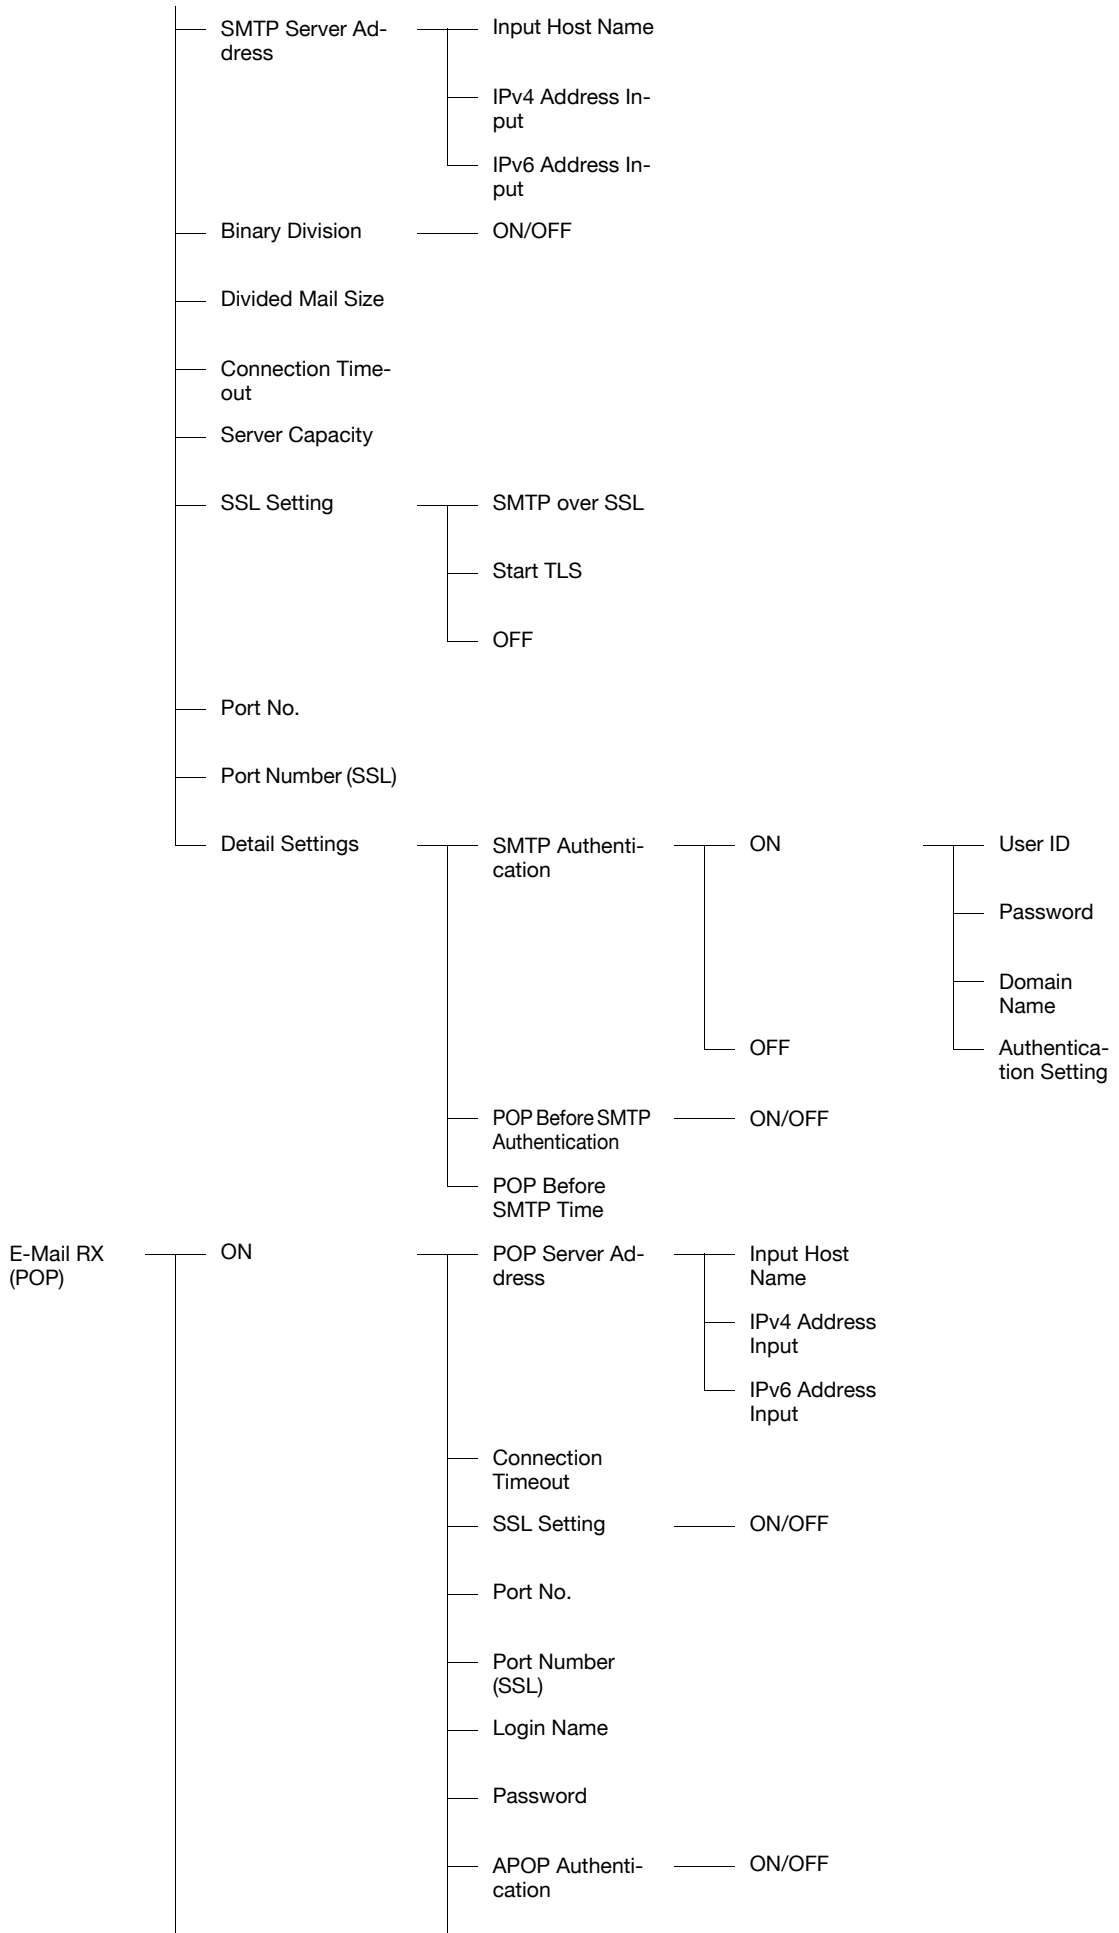 SMTP Server Ad-
dress
Input Host Name
IPv4 Address In-
put
IPv6 Address In-
put
Binary Division
ON/OFF
Divided Mail Size
Connection Time-
out
Server Capacity
SSL Setting
SMTP over SSL
Start TLS
OFF
Port No.
Port Number (SSL)
Detail Settings
SMTP Authenti-
cation
ON
User ID
Password
Domain
Name
Authentica-
tion Setting
OFF
POP Before SMTP
Authentication
ON/OFF
POP Before
SMTP Time
E-Mail RX
(POP)
ON
POP Server Ad-
dress
Input Host
Name
IPv4 Address
Input
IPv6 Address
Input
Connection
Timeout
SSL Setting
ON/OFF
Port No.
Port Number
(SSL)
Login Name
Password
APOP Authenti-
cation
ON/OFF